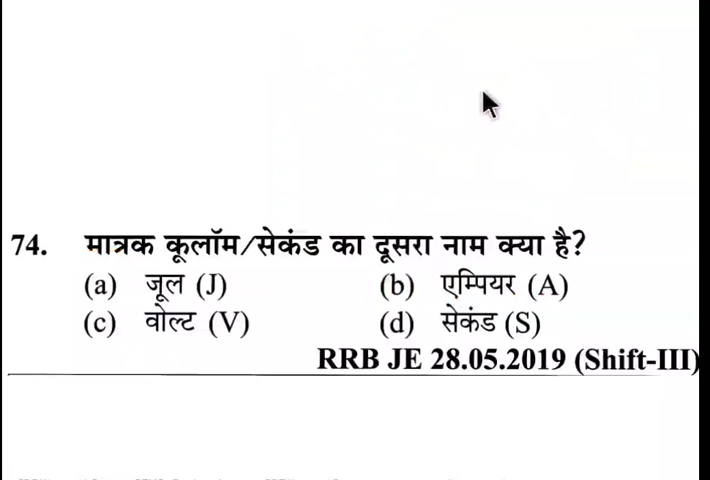 74. मात्रक कूलॉम/सेकंड का दूसरा नाम क्या है?
(a) जूल (J) (b) एम्पियर (A)
(c) वोल्ट (V) (d) सेकंड (S)
RRB JE 28.05.2019 (Shift-III)